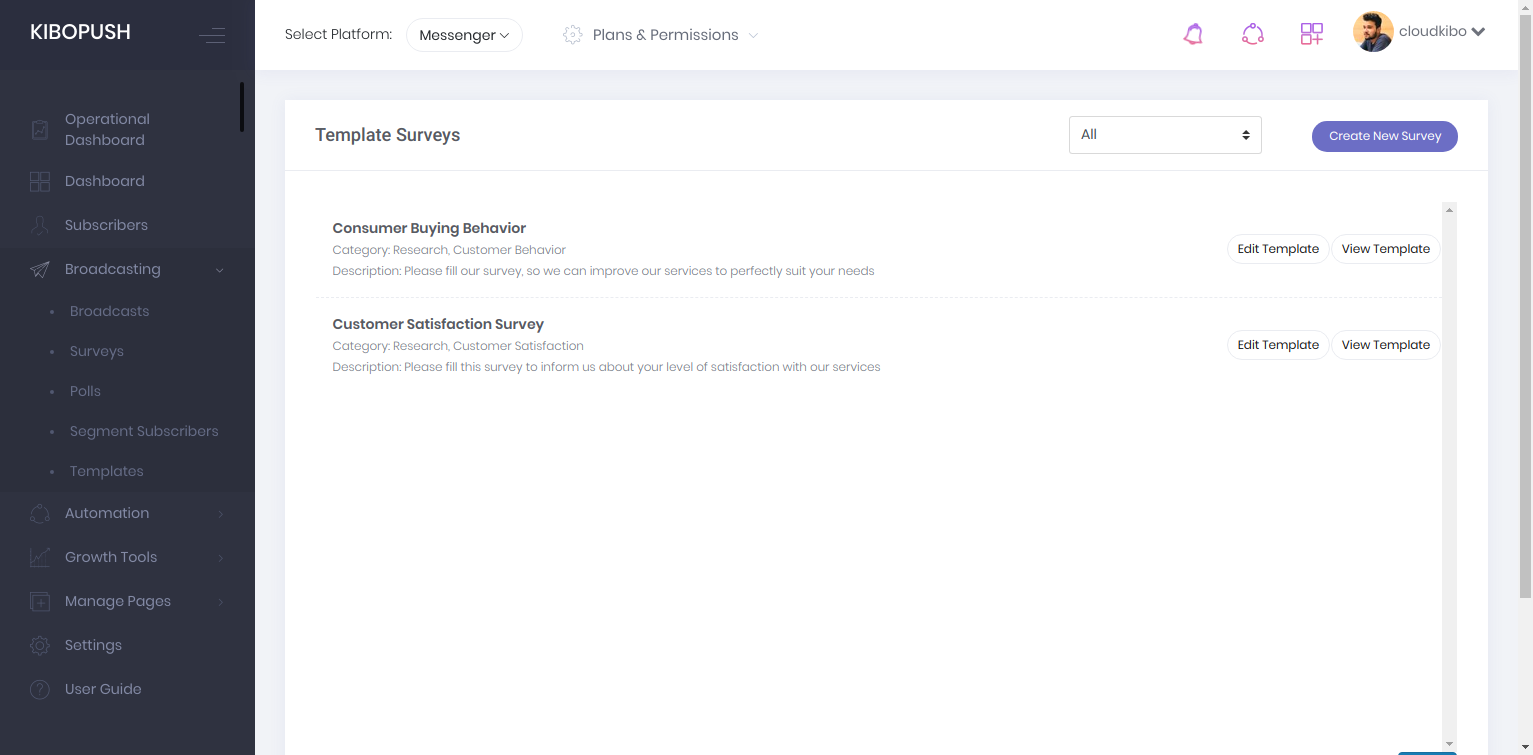 KIBOPUSH
Select Platform: Messenger
Plans & Permissions
cloudkibo
Operational
Dashboard
Dashboard
Subscribers
Broadcasting
Broadcasts
Surveys
Polls
Segment Subscribers
Templates
Automation
Growth Tools
Manage Pages
Settings
User Guide
Template Surveys
All
Create New Survey
Consumer Buying Behavior
Category: Research, Customer Behavior
Description: Please fill our survey, so we can improve our services to perfectly suit your needs
Edit Template
View Template
Customer Satisfaction Survey
Category: Research, Customer Satisfaction
Description: Please fill this survey to inform us about your level of satisfaction with our services
Edit Template
View Template